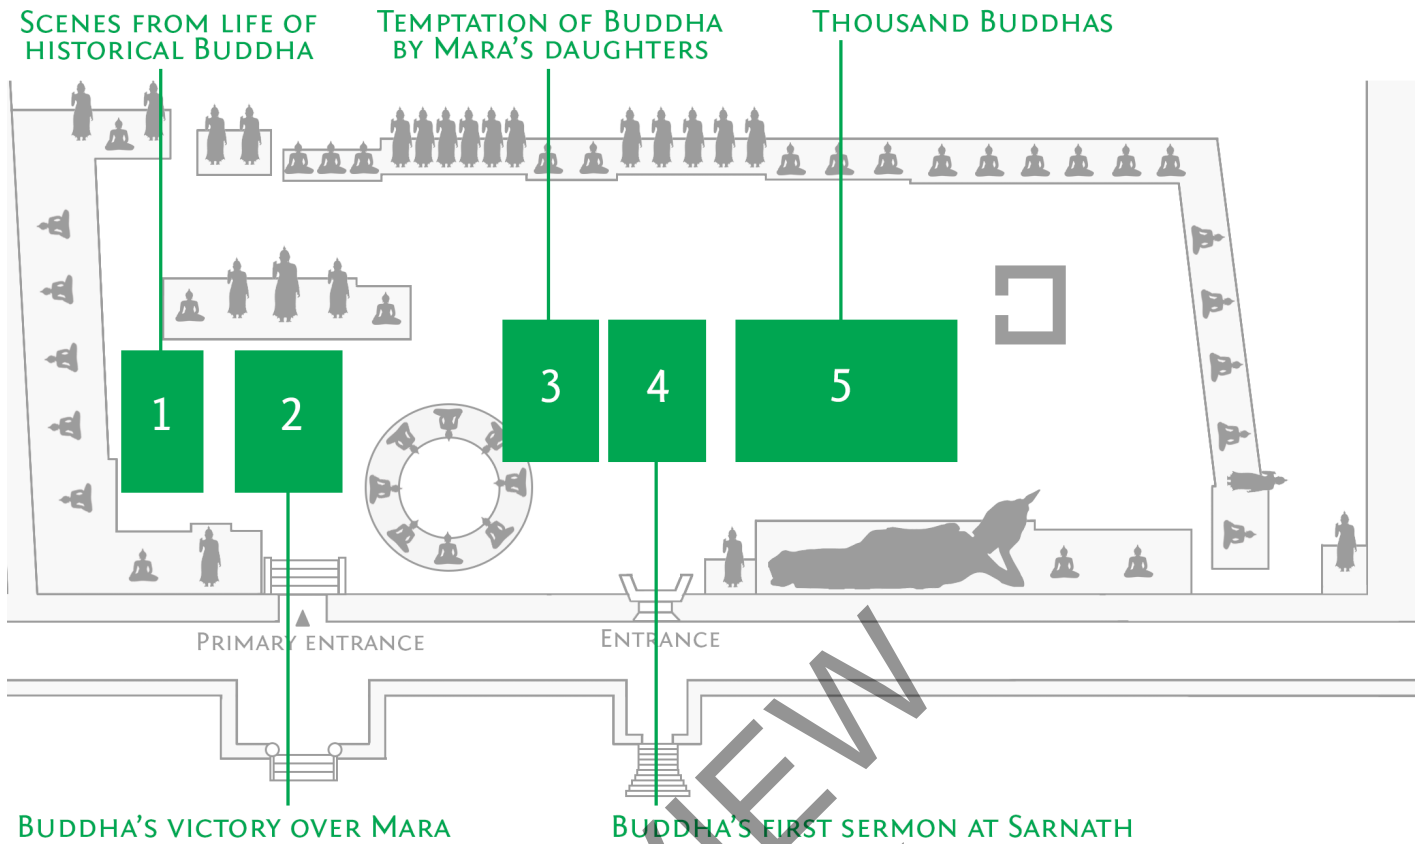 SCENES FROM LIFE OF
HISTORICAL BUDDHA
TEMPTATION OF BUDDHA
BY MARA'S DAUGHTERS
THOUSAND BUDDHAS
1
2
3
4
5
PRIMARY ENTRANCE
ENTRANCE
BUDDHA'S VICTORY OVER MARA
BUDDHA'S FIRST SERMON AT SARNATH